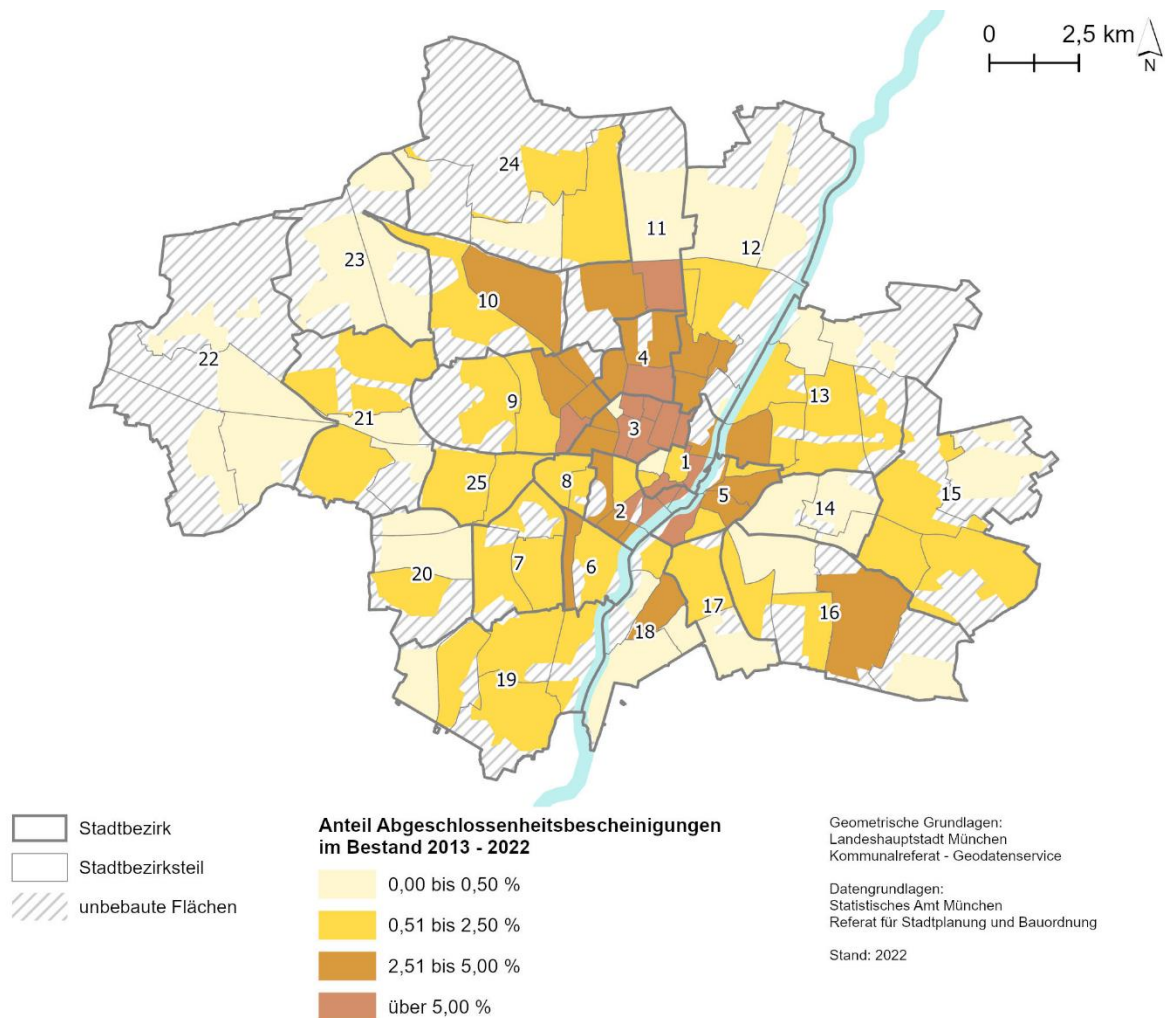 0 2,5 km
N
24
11
12
23
10
22
4
13
9
21
3
1
8
25
5
15
2
14
7
6
20
17
16
18
19
Stadtbezirk
Stadtbezirksteil
unbebaute Flächen
Anteil Abgeschlossenheitsbescheinigungen
im Bestand 2013 - 2022
0,00 bis 0,50 %
0,51 bis 2,50 %
2,51 bis 5,00 %
über 5,00 %
Geometrische Grundlagen:
Landeshauptstadt München
Kommunalreferat - Geodatenservice
Datengrundlagen:
Statistisches Amt München
Referat für Stadtplanung und Bauordnung
Stand: 2022